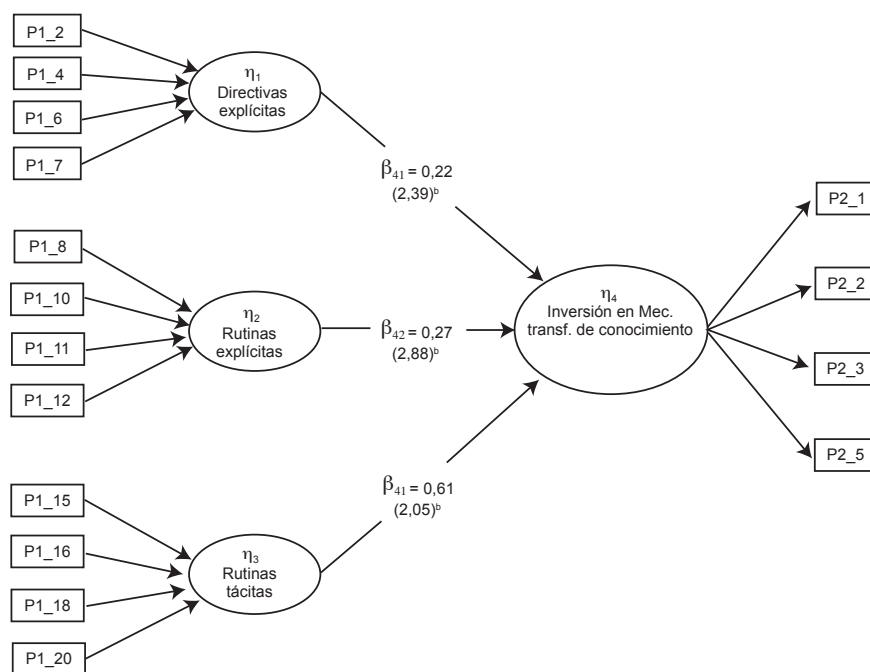 P1_2
P1_4
P1_6
P1_7
η₁
Directivas
explícitas
β₄₁ = 0,22
(2,39)ᵇ
P1_8
P1_10
P1_11
P1_12
η₂
Rutinas
explícitas
β₄₂ = 0,27
(2,88)ᵇ
P1_15
P1_16
P1_18
P1_20
η₃
Rutinas
tácitas
β₄₁ = 0,61
(2,05)ᵇ
η₄
Inversión en Mec.
transf. de conocimiento
P2_1
P2_2
P2_3
P2_5